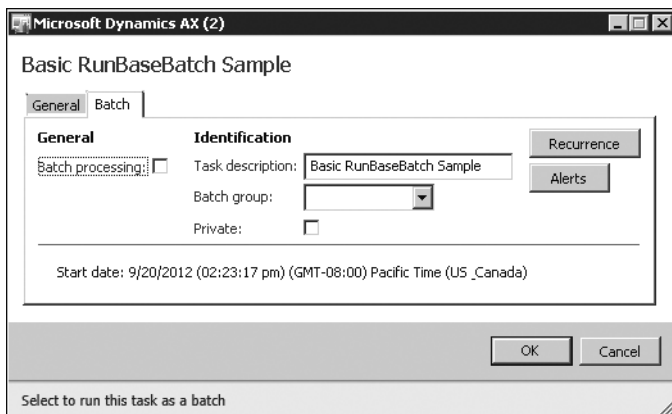 Microsoft Dynamics AX (2)
Basic RunBaseBatch Sample
General Batch
General Identification Recurrence
Batch processing: Task description: Basic RunBaseBatch Sample
Alerts
Batch group:
Private:
Start date: 9/20/2012 (02:23:17 pm) (GMT-08:00) Pacific Time (US _Canada)
OK Cancel
Select to run this task as a batch